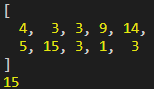 [
4, 3, 3, 9, 14,
5, 15, 3, 1, 3
]
15